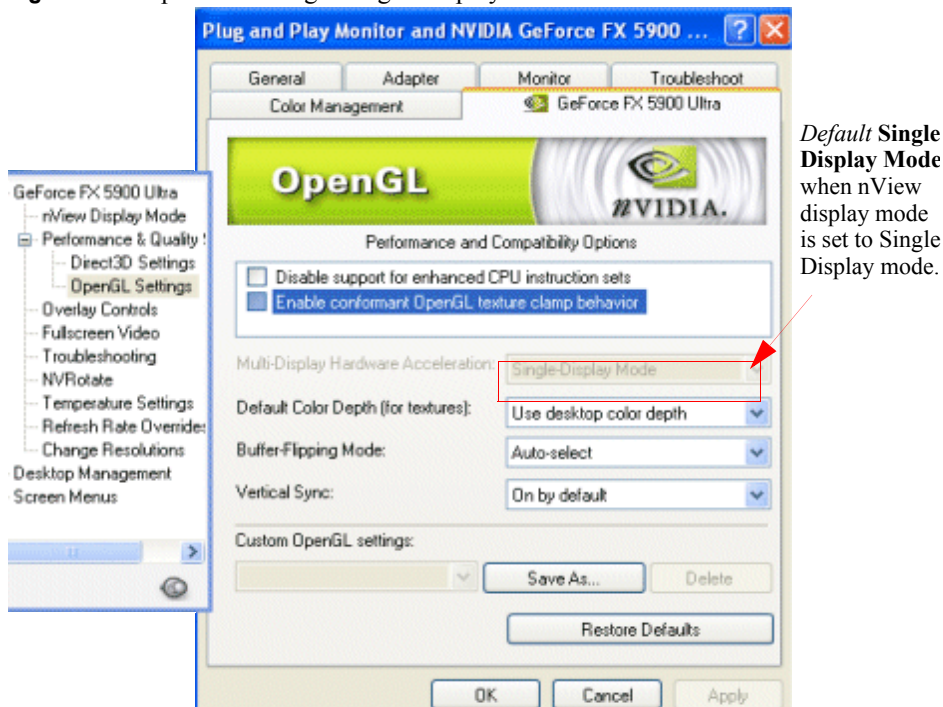 Plug and Play Monitor and NVIDIA GeForce FX 5900 ...
General
Adapter
Monitor
Troubleshoot
Color Management
GeForce FX 5900 Ultra
OpenGL
NVIDIA.
Performance and Compatibility Options
Disable support for enhanced CPU instruction sets
Enable conformant OpenGL texture clamp behavior
Multi-Display Hardware Acceleration:
Single-Display Mode
Default Color Depth (for textures):
Use desktop color depth
Buffer-Flipping Mode:
Auto-select
Vertical Sync:
On by default
Custom OpenGL settings:
Save As...
Delete
Restore Defaults
OK
Cancel
Apply
GeForce FX 5900 Ultra
nView Display Mode
Performance & Quality
Direct3D Settings
OpenGL Settings
Overlay Controls
Fullscreen Video
Troubleshooting
NVRotate
Temperature Settings
Refresh Rate Overrides
Change Resolutions
Desktop Management
Screen Menus
Default Single
Display Mode
when nView
display mode
is set to Single
Display mode.